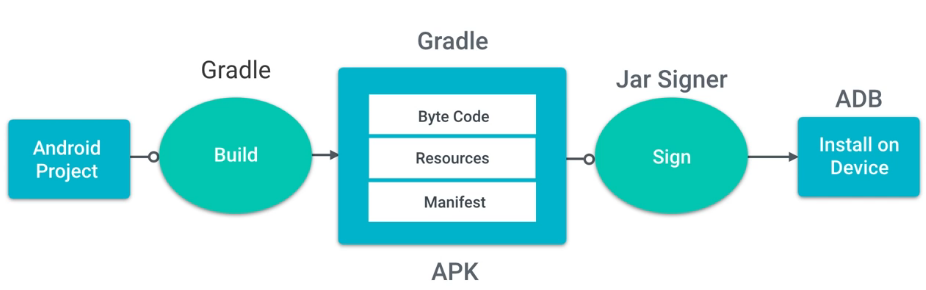 Gradle
Gradle
Jar Signer
ADB
Android
Project
Build
Byte Code
Resources
Manifest
Sign
Install on
Device
APK